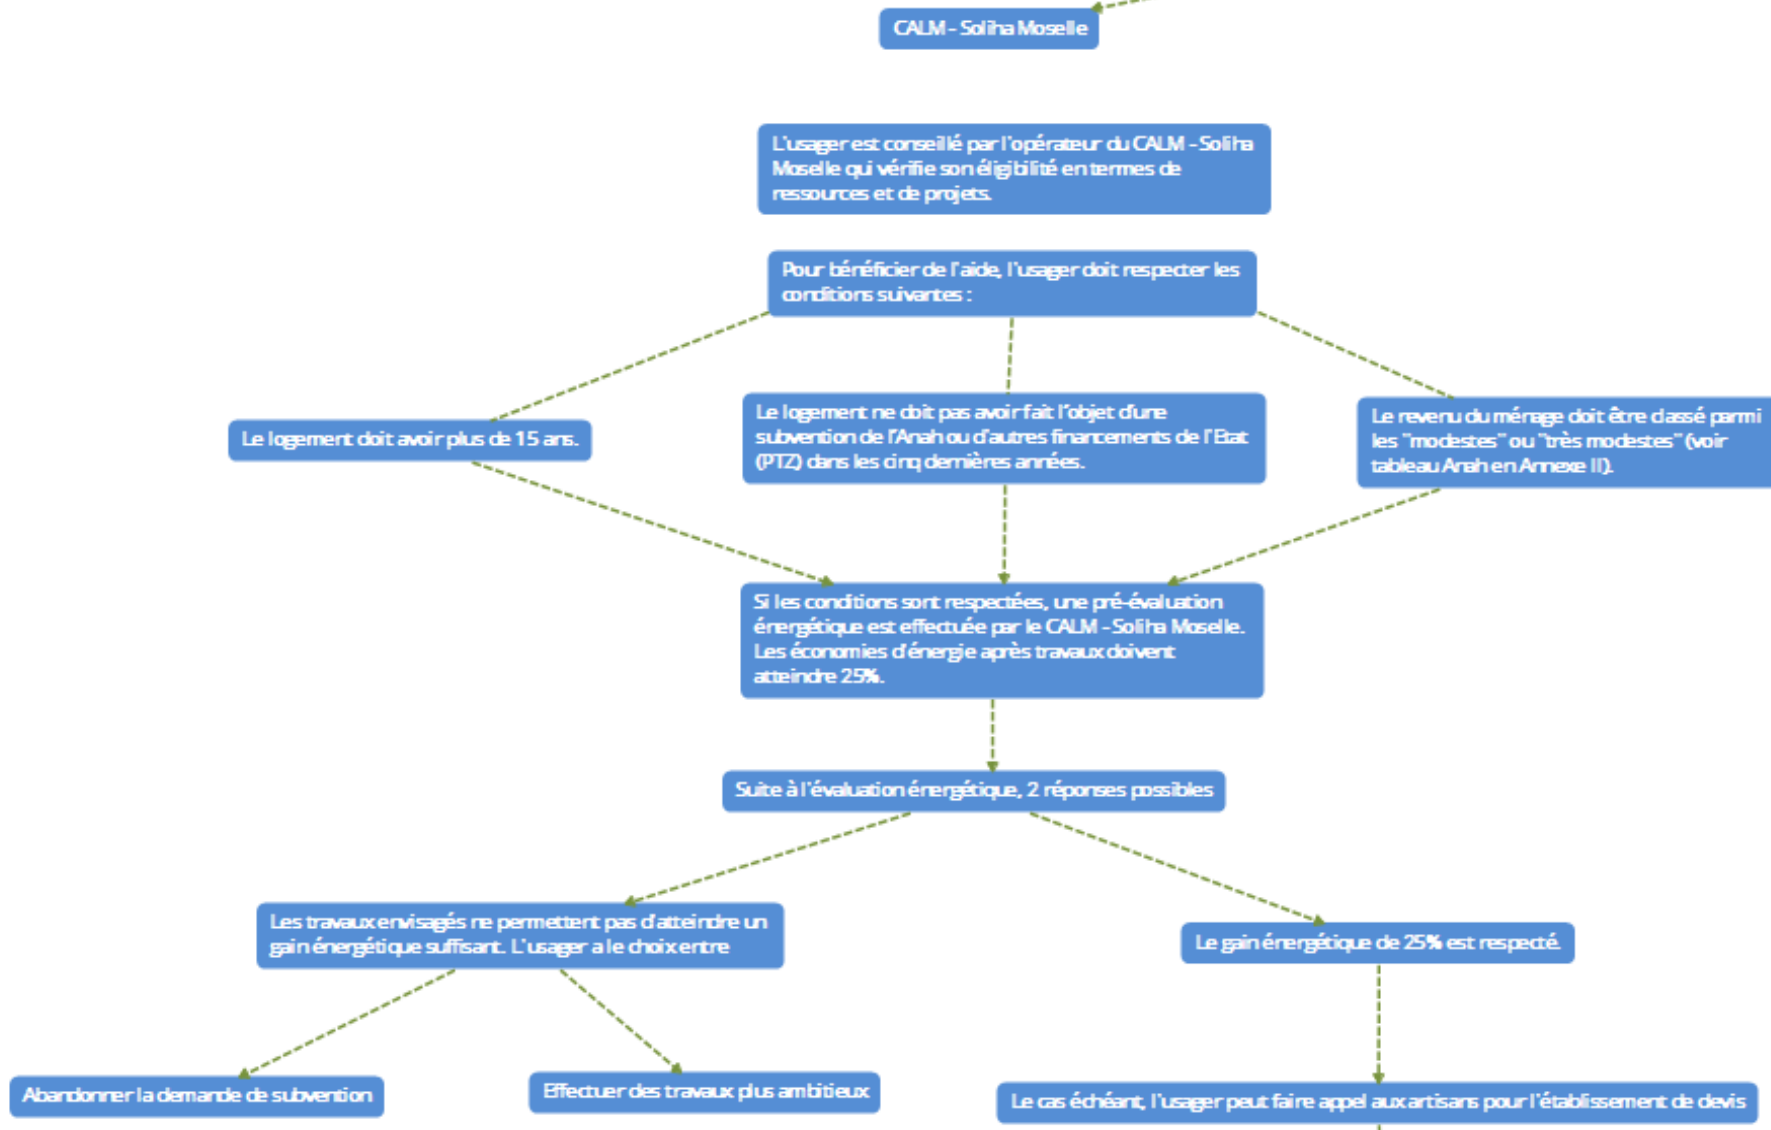 CALM - Soliha Moselle
L'usager est conseillé par l'opérateur du CALM - Soliha
Moselle qui vérifie son éligibilité en termes de
ressources et de projets.
Pour bénéficier de l'aide, l'usager doit respecter les
conditions suivantes :
Le logement doit avoir plus de 15 ans.
Le logement ne doit pas avoir fait l'objet d'une
subvention de l'Anah ou d'autres financements de l'Etat
(PTZ) dans les cinq dernières années.
Le revenu du ménage doit être classé parmi
les "modestes" ou "très modestes" (voir
tableau Anah en Annexe II).
Si les conditions sont respectées, une pré-évaluation
énergétique est effectuée par le CALM - Soliha Moselle.
Les économies d'énergie après travaux doivent
atteindre 25%.
Suite à l'évaluation énergétique, 2 réponses possibles
Les travaux envisagés ne permettent pas d'atteindre un
gain énergétique suffisant. L'usager a le choix entre
Le gain énergétique de 25% est respecté.
Abandonner la demande de subvention
Effectuer des travaux plus ambitieux
Le cas échéant, l'usager peut faire appel aux artisans pour l'établissement de devis